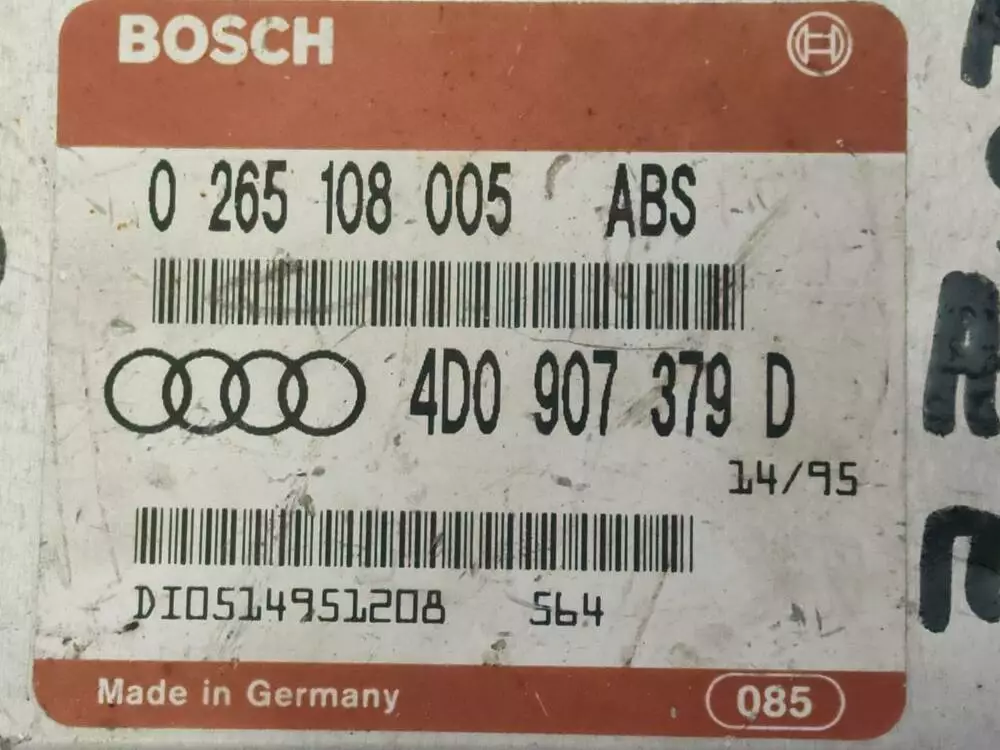 BOSCH
0 265 108 005 ABS
4D0 907 379 D
14/95
DI0514951208 564
Made in Germany 085